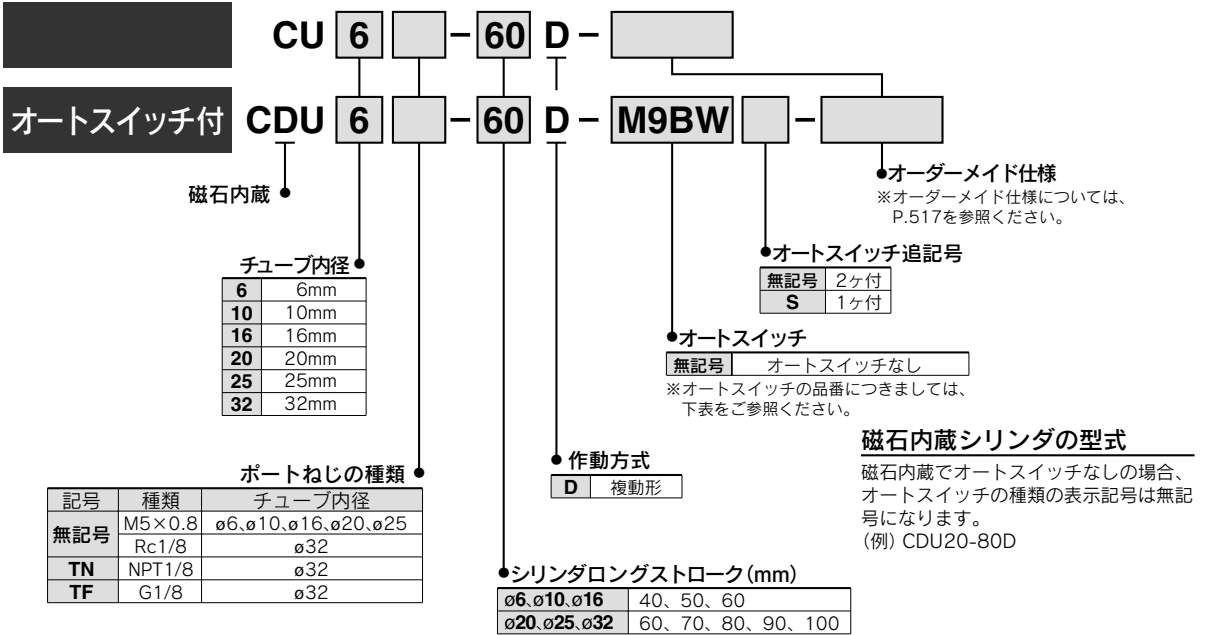 CU 6 - 60 D -
オートスイッチ付 CDU 6 - 60 D - M9BW -
磁石内蔵
オーダーメイド仕様
※オーダーメイド仕様については、
P.517を参照ください。
オートスイッチ追記号
無記号 2ヶ付
S 1ヶ付
チューブ内径
6 6mm
10 10mm
16 16mm
20 20mm
25 25mm
32 32mm
オートスイッチ
無記号 オートスイッチなし
※オートスイッチの品番につきましては、
下表をご参照ください。
磁石内蔵シリンダの型式
磁石内蔵でオートスイッチなしの場合、
オートスイッチの種類の表示記号は無記
号になります。
(例) CDU20-80D
作動方式
D 複動形
ポートねじの種類
記号 種類 チューブ内径
無記号 M5×0.8 ø6、ø10、ø16、ø20、ø25
Rc1/8 ø32
TN NPT1/8 ø32
TF G1/8 ø32
シリンダロングストローク(mm)
ø6、ø10、ø16 40、50、60
ø20、ø25、ø32 60、70、80、90、100